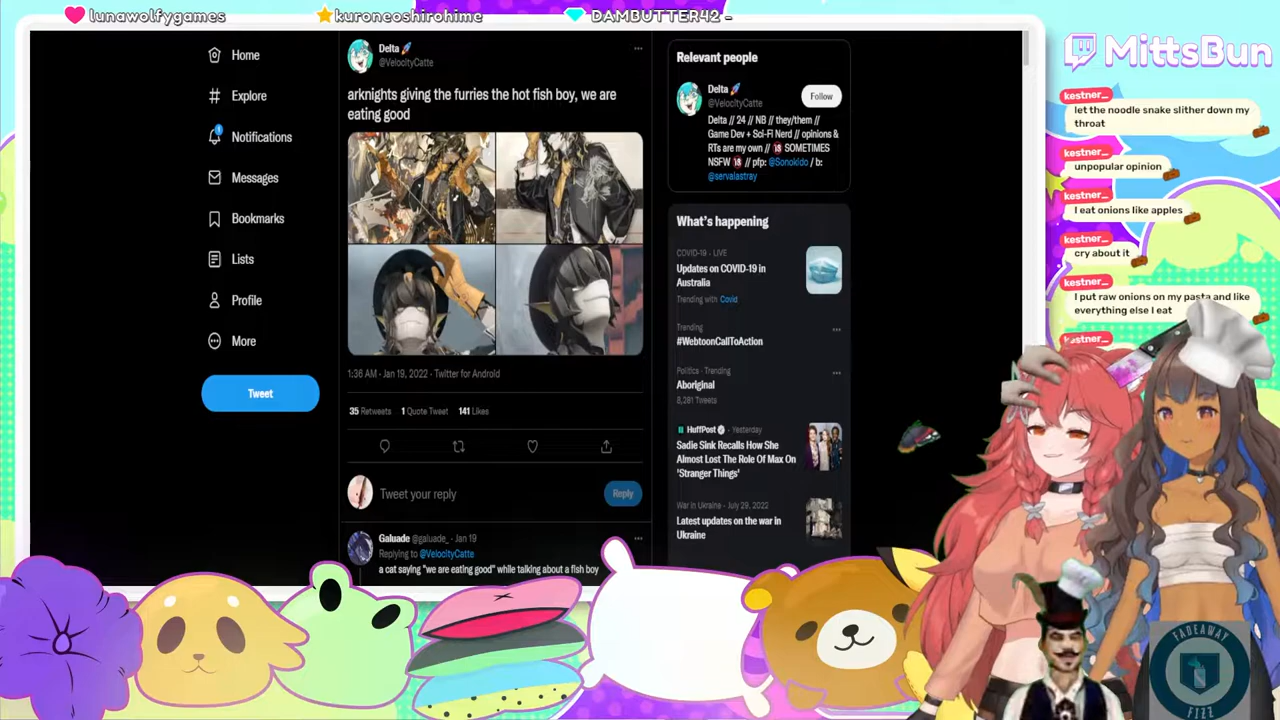 lunawolfygames
kuroneoshirohime
DAMBUTTER42 -
MittsBun
Home
Explore
Notifications
Messages
Bookmarks
Lists
Profile
More
Tweet
Delta 🚀
@VelocityCatte
arknights giving the furries the hot fish boy, we are
eating good
1:36 AM · Jan 19, 2022 · Twitter for Android
35 Retweets 1 Quote Tweet 141 Likes
Tweet your reply
Reply
Galuade @galuade_ · Jan 19
Replying to @VelocityCatte
a cat saying "we are eating good" while talking about a fish boy
Relevant people
Delta 🚀
@VelocityCatte
Follow
Delta // 24 // NB // they/them //
Game Dev + Sci-Fi Nerd // opinions &
RTs are my own // 🔞 SOMETIMES
NSFW 🔞 // pfp: @Sonokido / b:
@servalastray
What's happening
COVID-19 · LIVE
Updates on COVID-19 in
Australia
Trending with Covid
Trending
#WebtoonCallToAction
Politics · Trending
Aboriginal
3,281 Tweets
HuffPost · Yesterday
Sadie Sink Recalls How She
Almost Lost The Role Of Max On
'Stranger Things'
War in Ukraine · July 29, 2022
Latest updates on the war in
Ukraine
kestner_
let the noodle snake slither down my
throat
kestner_
unpopular opinion
kestner_
I eat onions like apples
kestner_
cry about it
kestner_
I put raw onions on my pasta and like
everything else I eat
kestner_
FADEAWAY
FIZZ